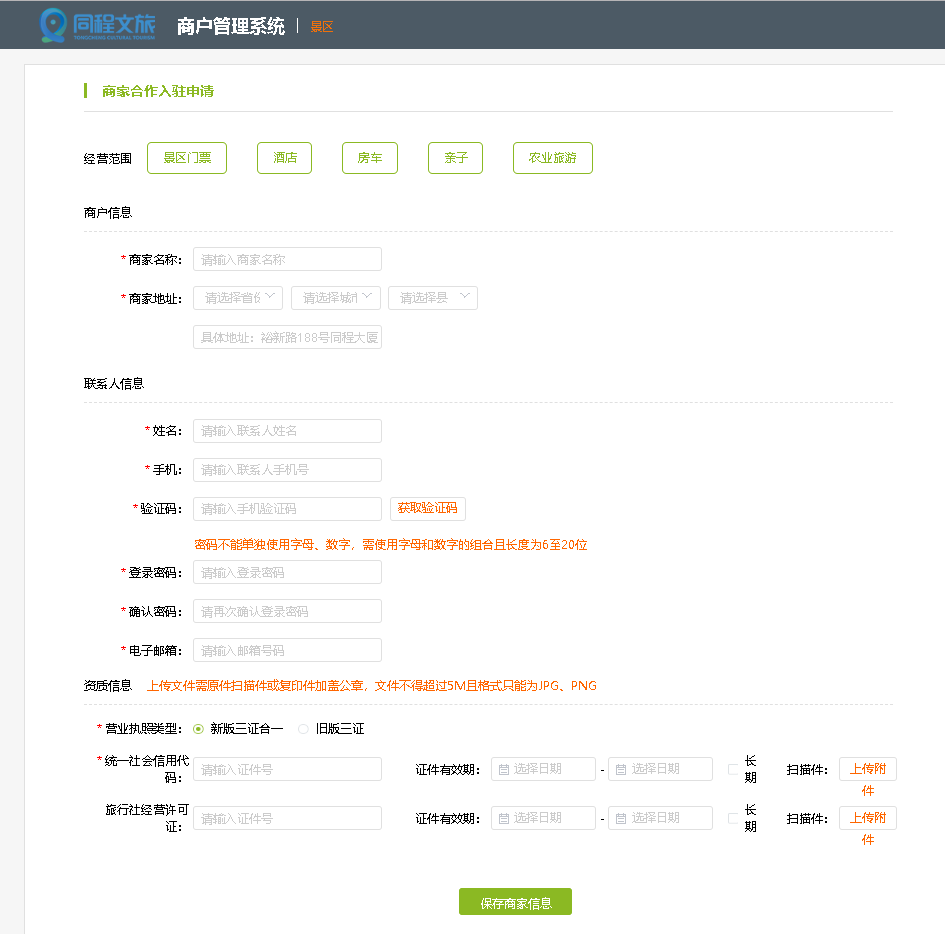 同程文旅 商户管理系统 景区
TONGCHENG CULTURAL TOURISM
商家合作入驻申请
经营范围 景区门票 酒店 房车 亲子 农业旅游
商户信息
*商家名称： 请输入商家名称
*商家地址： 请选择省份 请选择城市 请选择县
具体地址：裕新路188号同程大厦
联系人信息
*姓名： 请输入联系人姓名
*手机： 请输入联系人手机号
*验证码： 请输入手机验证码 获取验证码
密码不能单独使用字母、数字，需使用字母和数字的组合且长度为6至20位
*登录密码： 请输入登录密码
*确认密码： 请再次确认登录密码
*电子邮箱： 请输入邮箱号码
资质信息 上传文件需原件扫描件或复印件加盖公章，文件不得超过5M且格式只能为JPG、PNG
*营业执照类型： 新版三证合一 旧版三证
*统一社会信用代码： 请输入证件号 证件有效期： 选择日期 - 选择日期 长期 扫描件： 上传附件
旅行社经营许可证： 请输入证件号 证件有效期： 选择日期 - 选择日期 长期 扫描件： 上传附件
保存商家信息